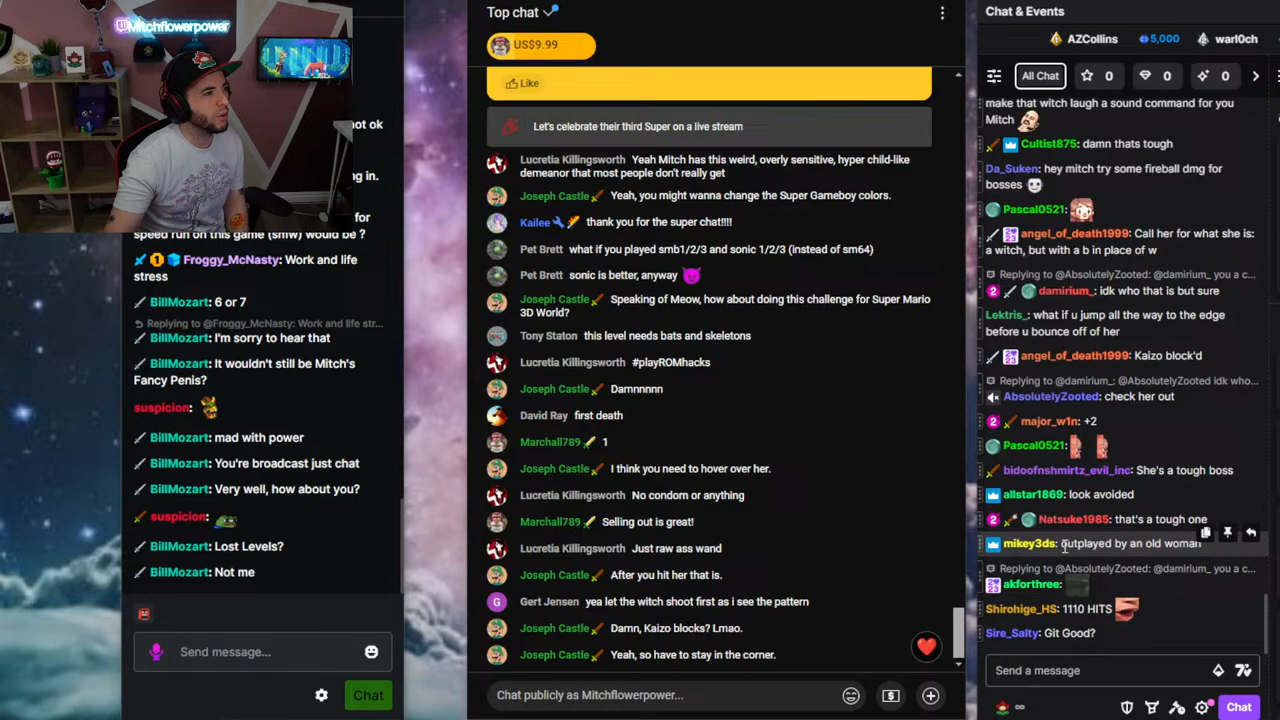 Mitchflowerpower
not ok
ng in.
for
speed run on this game (smw) would be ?
Froggy_McNasty: Work and life
stress
BillMozart: 6 or 7
Replying to @Froggy_McNasty: Work and life str...
BillMozart: I'm sorry to hear that
BillMozart: It wouldn't still be Mitch's
Fancy Penis?
suspicion:
BillMozart: mad with power
BillMozart: You're broadcast just chat
BillMozart: Very well, how about you?
suspicion:
BillMozart: Lost Levels?
BillMozart: Not me
Send message...
Chat
Top chat
US$9.99
Like
Let's celebrate their third Super on a live stream
Lucretia Killingsworth Yeah Mitch has this weird, overly sensitive, hyper child-like
demeanor that most people don't really get
Joseph Castle Yeah, you might wanna change the Super Gameboy colors.
Kailee thank you for the super chat!!!!
Pet Brett what if you played smb1/2/3 and sonic 1/2/3 (instead of sm64)
Pet Brett sonic is better, anyway
Joseph Castle Speaking of Meow, how about doing this challenge for Super Mario
3D World?
Tony Staton this level needs bats and skeletons
Lucretia Killingsworth #playROMhacks
Joseph Castle Damnnnnn
David Ray first death
Marchall789 1
Joseph Castle I think you need to hover over her.
Lucretia Killingsworth No condom or anything
Marchall789 Selling out is great!
Lucretia Killingsworth Just raw ass wand
Joseph Castle After you hit her that is.
G Gert Jensen yea let the witch shoot first as i see the pattern
Joseph Castle Damn, Kaizo blocks? Lmao.
Joseph Castle Yeah, so have to stay in the corner.
Chat publicly as Mitchflowerpower...
Chat & Events
AZCollins 5,000 warf0ch
All Chat 0 0 0
make that witch laugh a sound command for you
Mitch
Cultist875: damn thats tough
Da_Suken: hey mitch try some fireball dmg for
bosses
Pascal0521:
angel_of_death1999: Call her for what she is:
a witch, but with a b in place of w
Replying to @AbsolutelyZooted: @damirium_ you a c...
2 damirium_: idk who that is but sure
Lektris_: what if u jump all the way to the edge
before u bounce off of her
angel_of_death1999: Kaizo block'd
Replying to @damirium_: @AbsolutelyZooted idk who...
AbsolutelyZooted: check her out
2 major_w1n: +2
Pascal0521:
bidoofnshmirtz_evil_inc: She's a tough boss
allstar1869: look avoided
2 Natsuke1985: that's a tough one
mikey3ds: outplayed by an old woman
Replying to @AbsolutelyZooted: @damirium_ you a c...
akforthree:
Shirohige_HS: 1110 HITS
Sire_Salty: Git Good?
Send a message
Chat